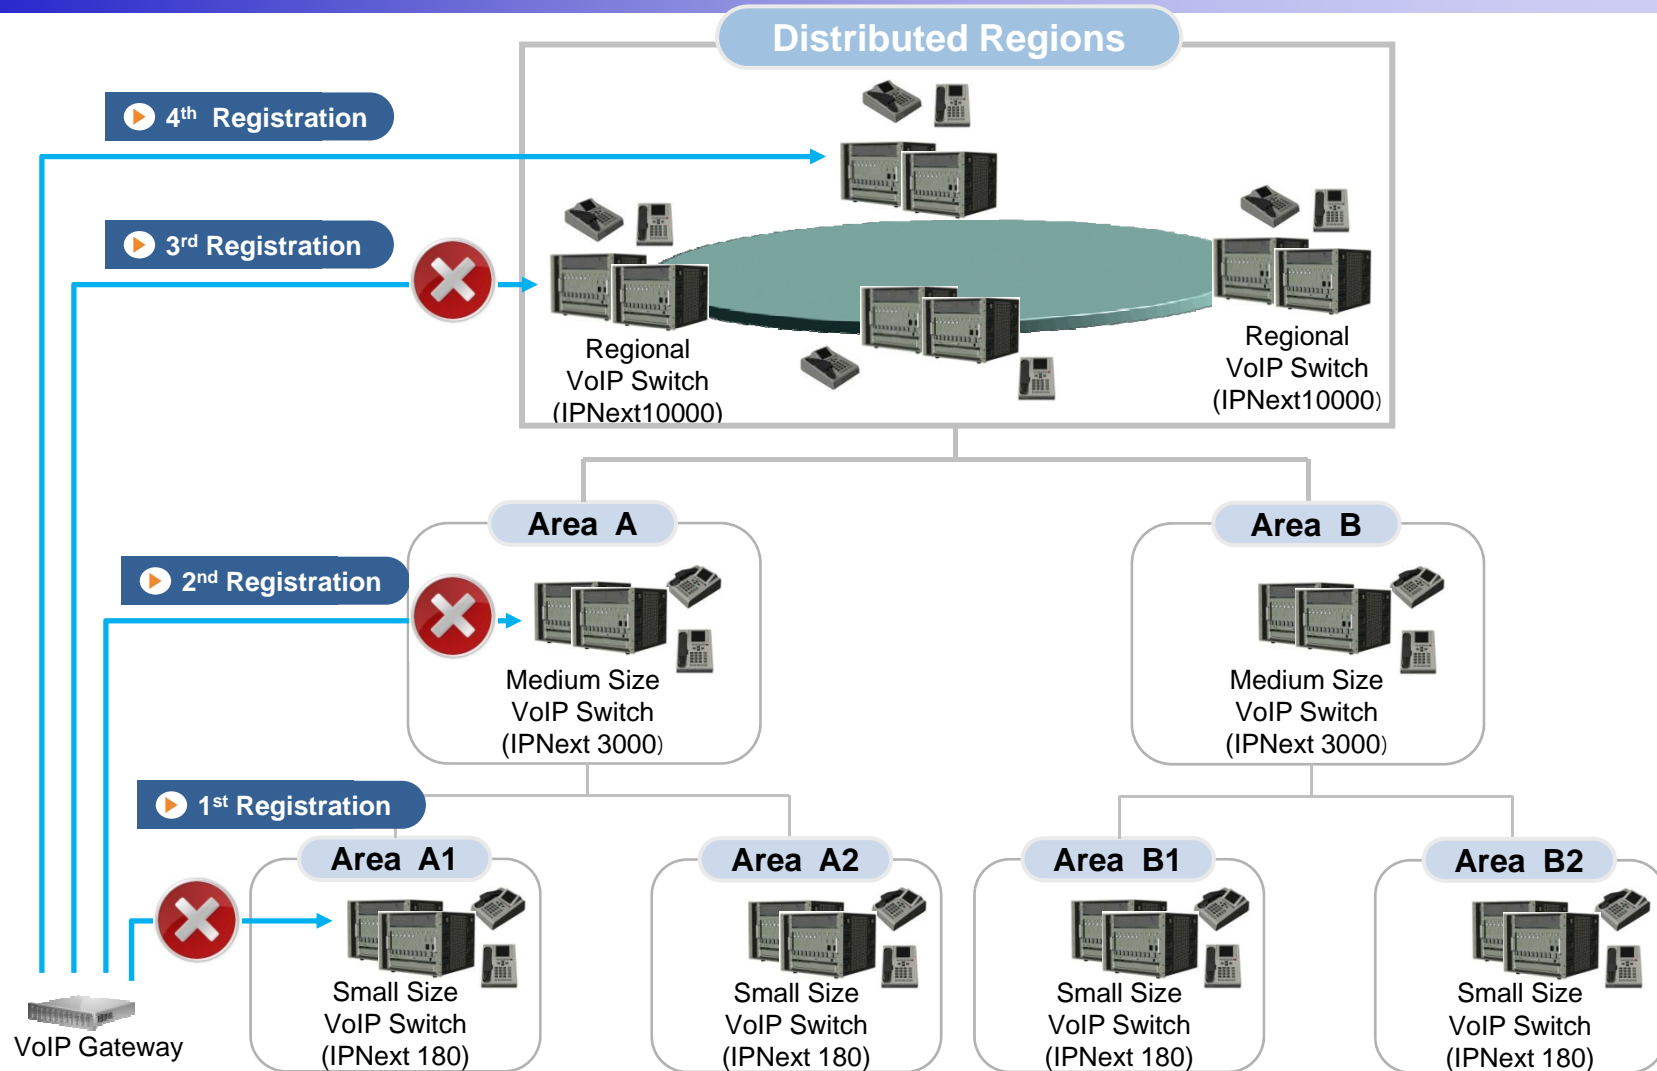 Distributed Regions
4th Registration
3rd Registration
Regional
VoIP Switch
(IPNext10000)
Regional
VoIP Switch
(IPNext10000)
Area A
Area B
2nd Registration
Medium Size
VoIP Switch
(IPNext 3000)
Medium Size
VoIP Switch
(IPNext 3000)
1st Registration
Area A1
Area A2
Area B1
Area B2
Small Size
VoIP Switch
(IPNext 180)
Small Size
VoIP Switch
(IPNext 180)
Small Size
VoIP Switch
(IPNext 180)
Small Size
VoIP Switch
(IPNext 180)
VoIP Gateway